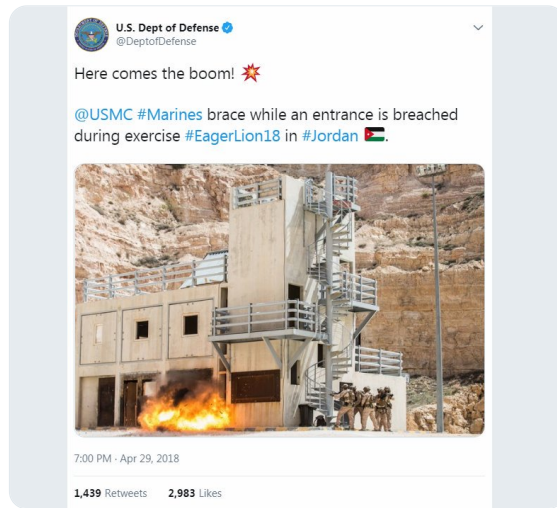 U.S. Dept of Defense
@DeptofDefense
Here comes the boom! 💥
@USMC #Marines brace while an entrance is breached
during exercise #EagerLion18 in #Jordan 🇯🇴.
7:00 PM - Apr 29, 2018
1,439 Retweets 2,983 Likes